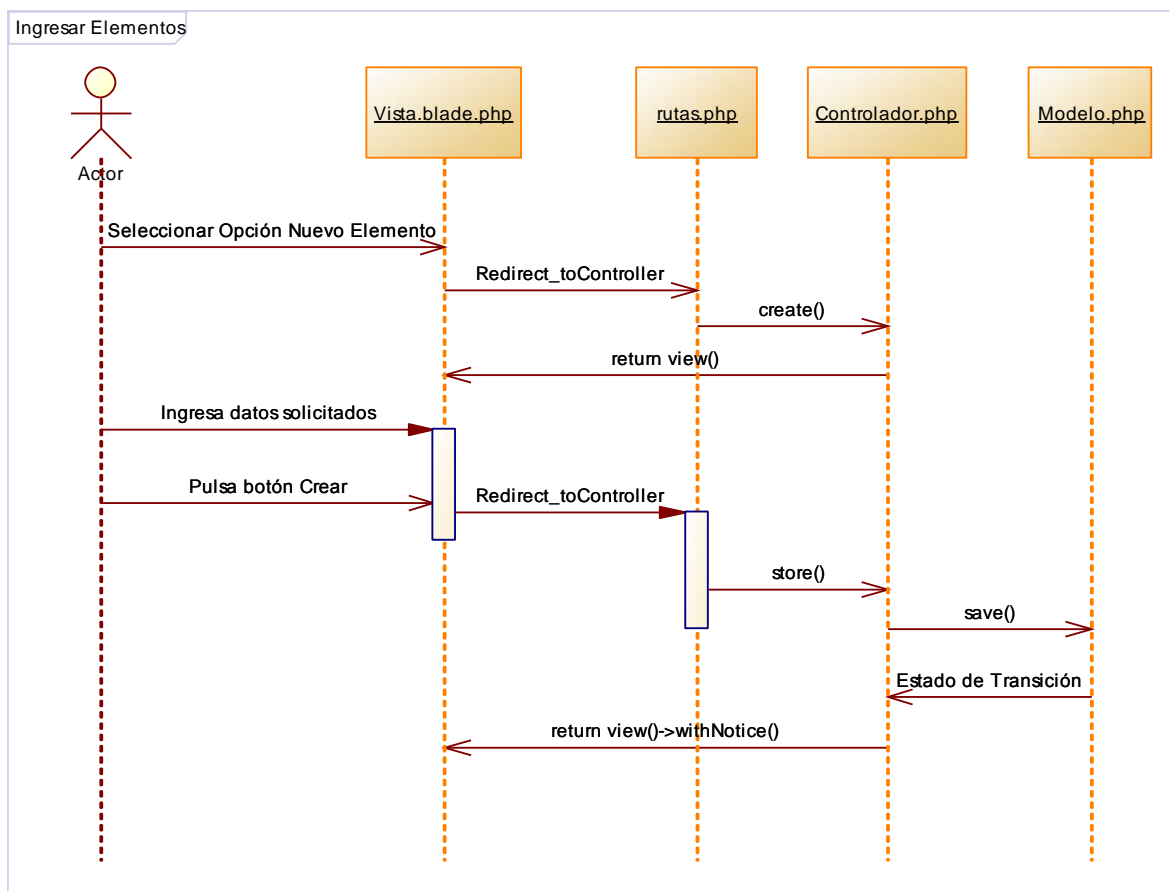 Ingresar Elementos
Vista.blade.php
rutas.php
Controlador.php
Modelo.php
Actor
Seleccionar Opción Nuevo Elemento
Redirect_toController
create()
return view()
Ingresa datos solicitados
Pulsa botón Crear
Redirect_toController
store()
save()
Estado de Transición
return view()->withNotice()